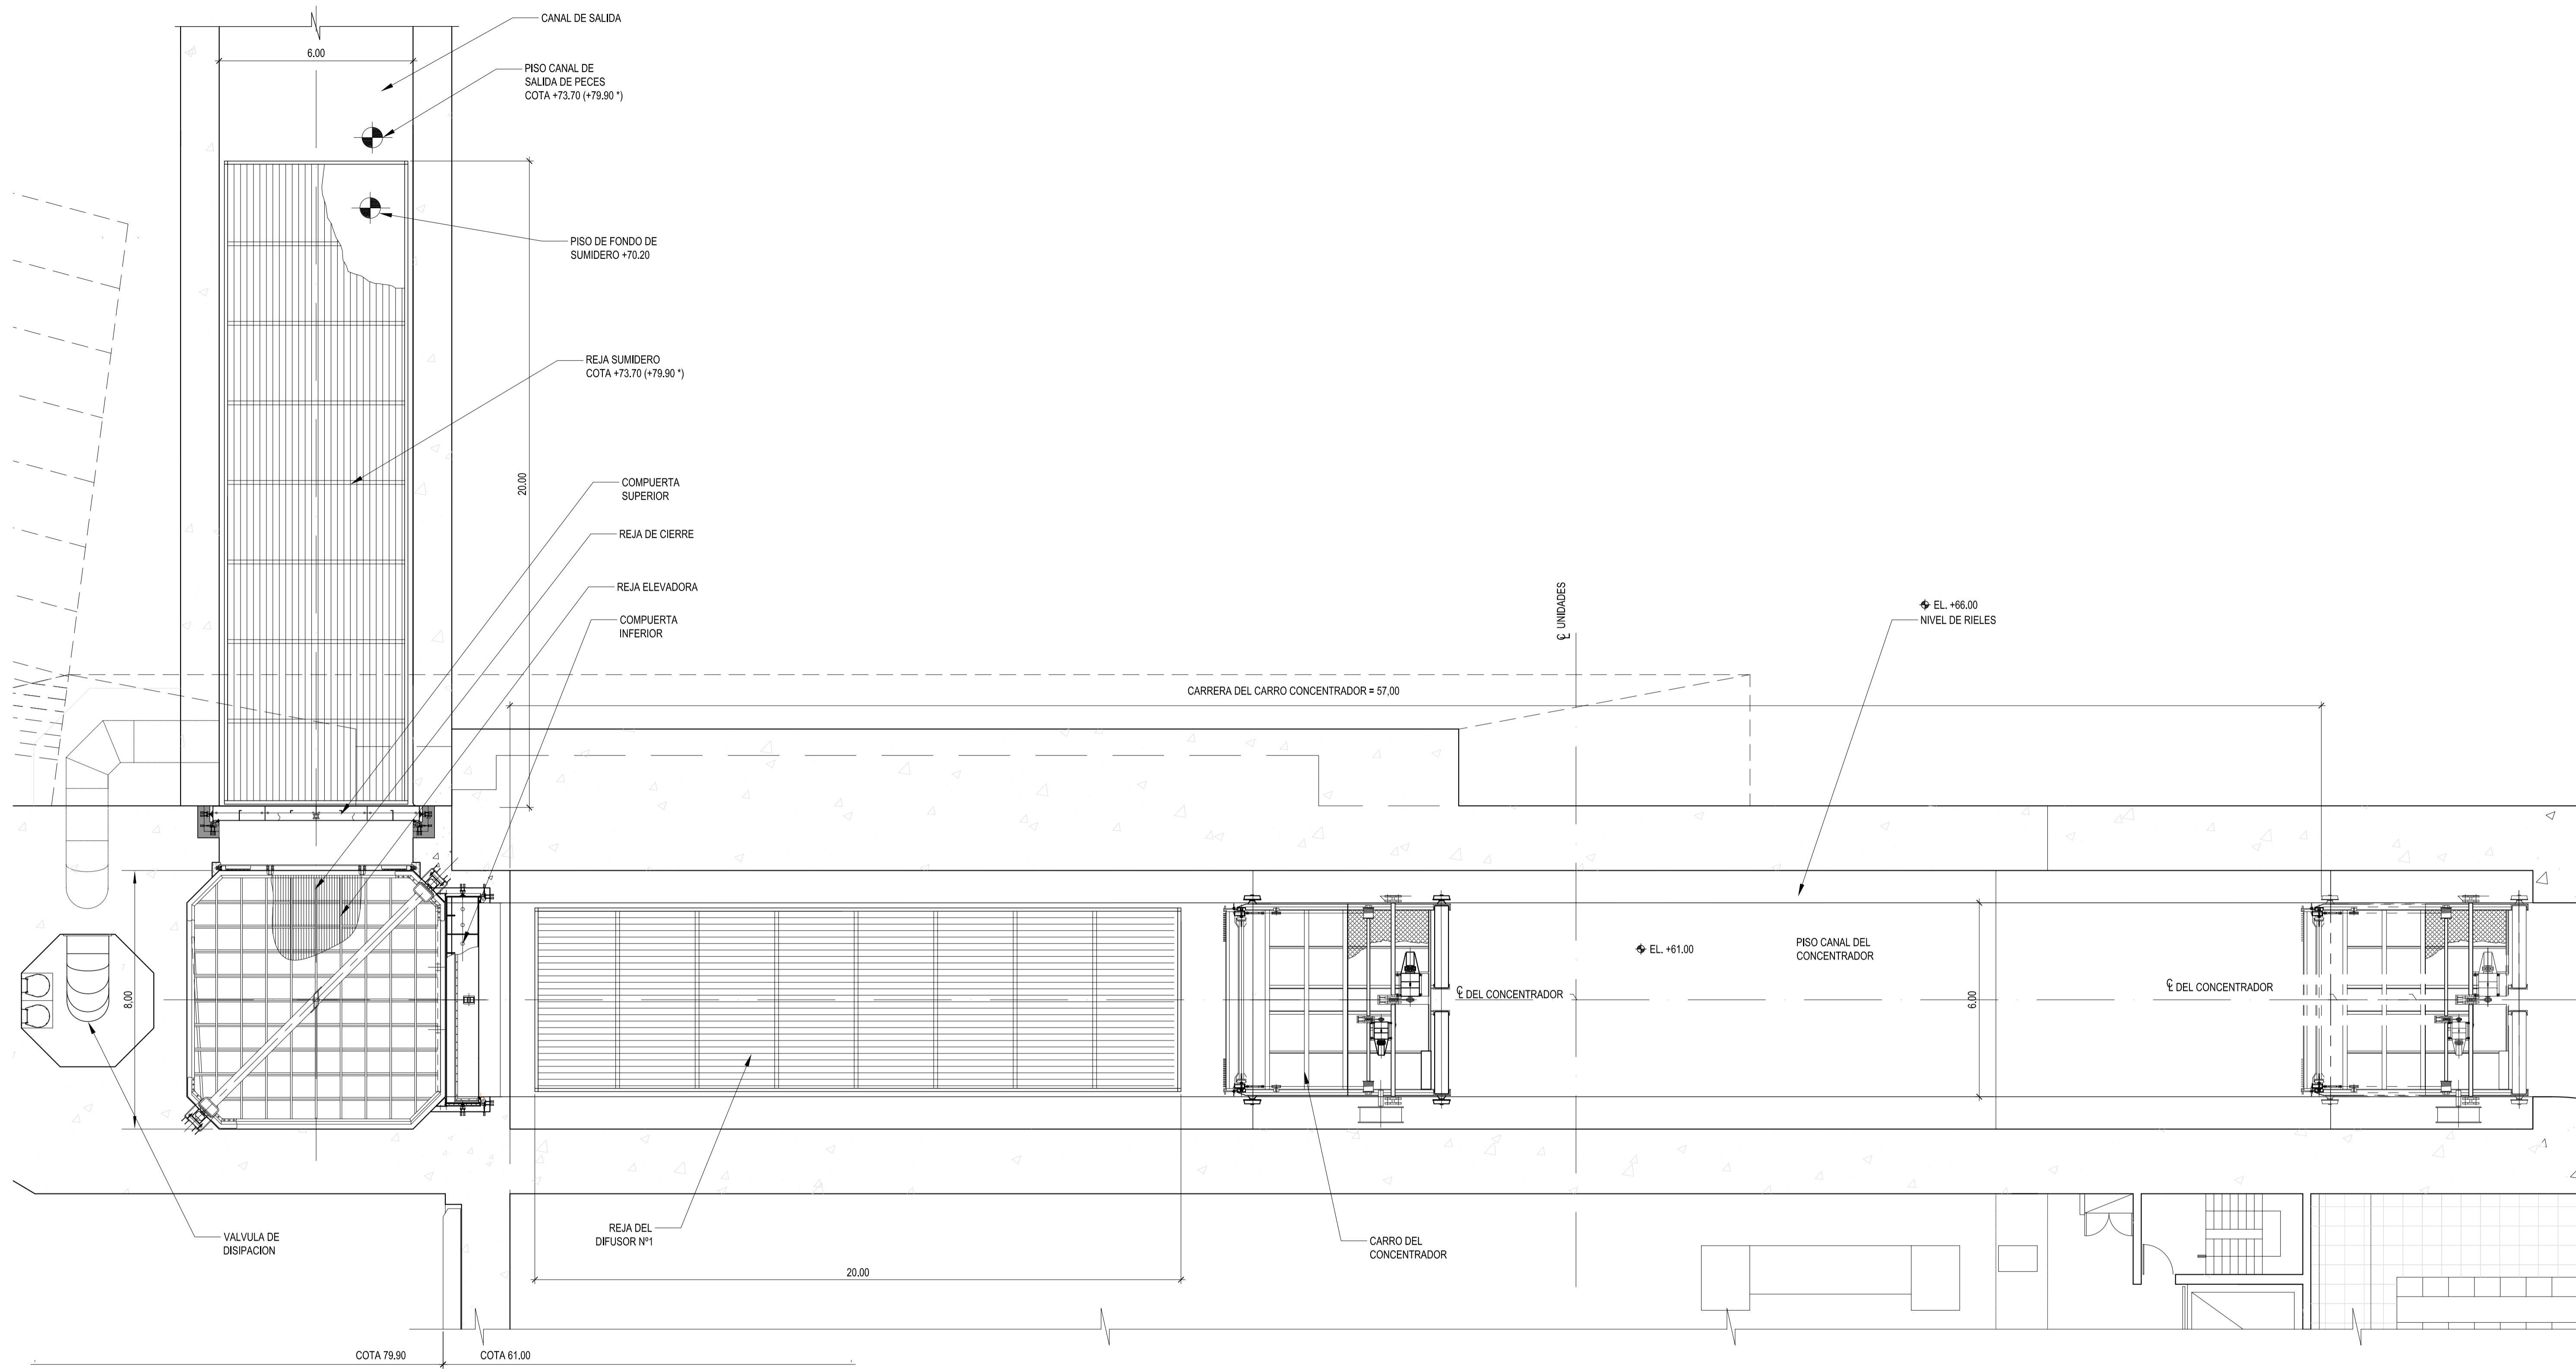 CANAL DE SALIDA
6.00
PISO CANAL DE
SALIDA DE PECES
COTA +73.70 (+79.90 *)
PISO DE FONDO DE
SUMIDERO +70.20
REJA SUMIDERO
COTA +73.70 (+79.90 *)
20.00
COMPUERTA
SUPERIOR
REJA DE CIERRE
REJA ELEVADORA
COMPUERTA
INFERIOR
℄ UNIDADES
EL. +66.00
NIVEL DE RIELES
CARRERA DEL CARRO CONCENTRADOR = 57,00
PISO CANAL DEL
CONCENTRADOR
EL. +61.00
℄ DEL CONCENTRADOR
℄ DEL CONCENTRADOR
8.00
6.00
VALVULA DE
DISIPACION
REJA DEL
DIFUSOR Nº1
CARRO DEL
CONCENTRADOR
20.00
COTA 79.90
COTA 61.00